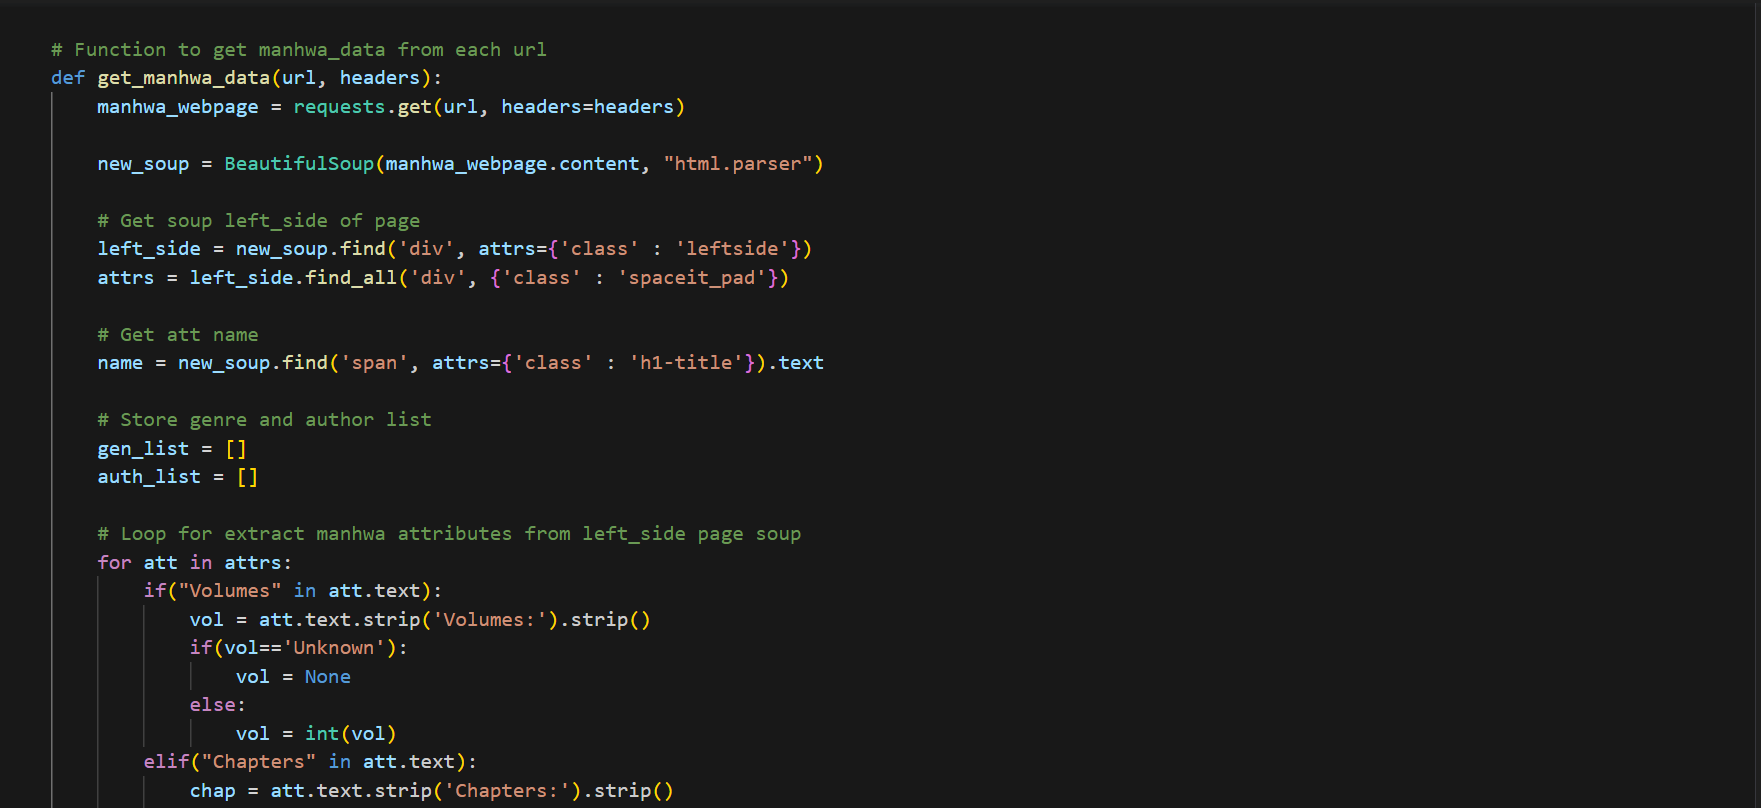 # Function to get manhwa_data from each url
def get_manhwa_data(url, headers):
    manhwa_webpage = requests.get(url, headers=headers)
    new_soup = BeautifulSoup(manhwa_webpage.content, "html.parser")
    # Get soup left_side of page
    left_side = new_soup.find('div', attrs={'class' : 'leftside'})
    attrs = left_side.find_all('div', {'class' : 'spaceit_pad'})
    # Get att name
    name = new_soup.find('span', attrs={'class' : 'h1-title'}).text
    # Store genre and author list
    gen_list = []
    auth_list = []
    # Loop for extract manhwa attributes from left_side page soup
    for att in attrs:
        if("Volumes" in att.text):
            vol = att.text.strip('Volumes:').strip()
            if(vol=='Unknown'):
                vol = None
            else:
                vol = int(vol)
        elif("Chapters" in att.text):
            chap = att.text.strip('Chapters:').strip()